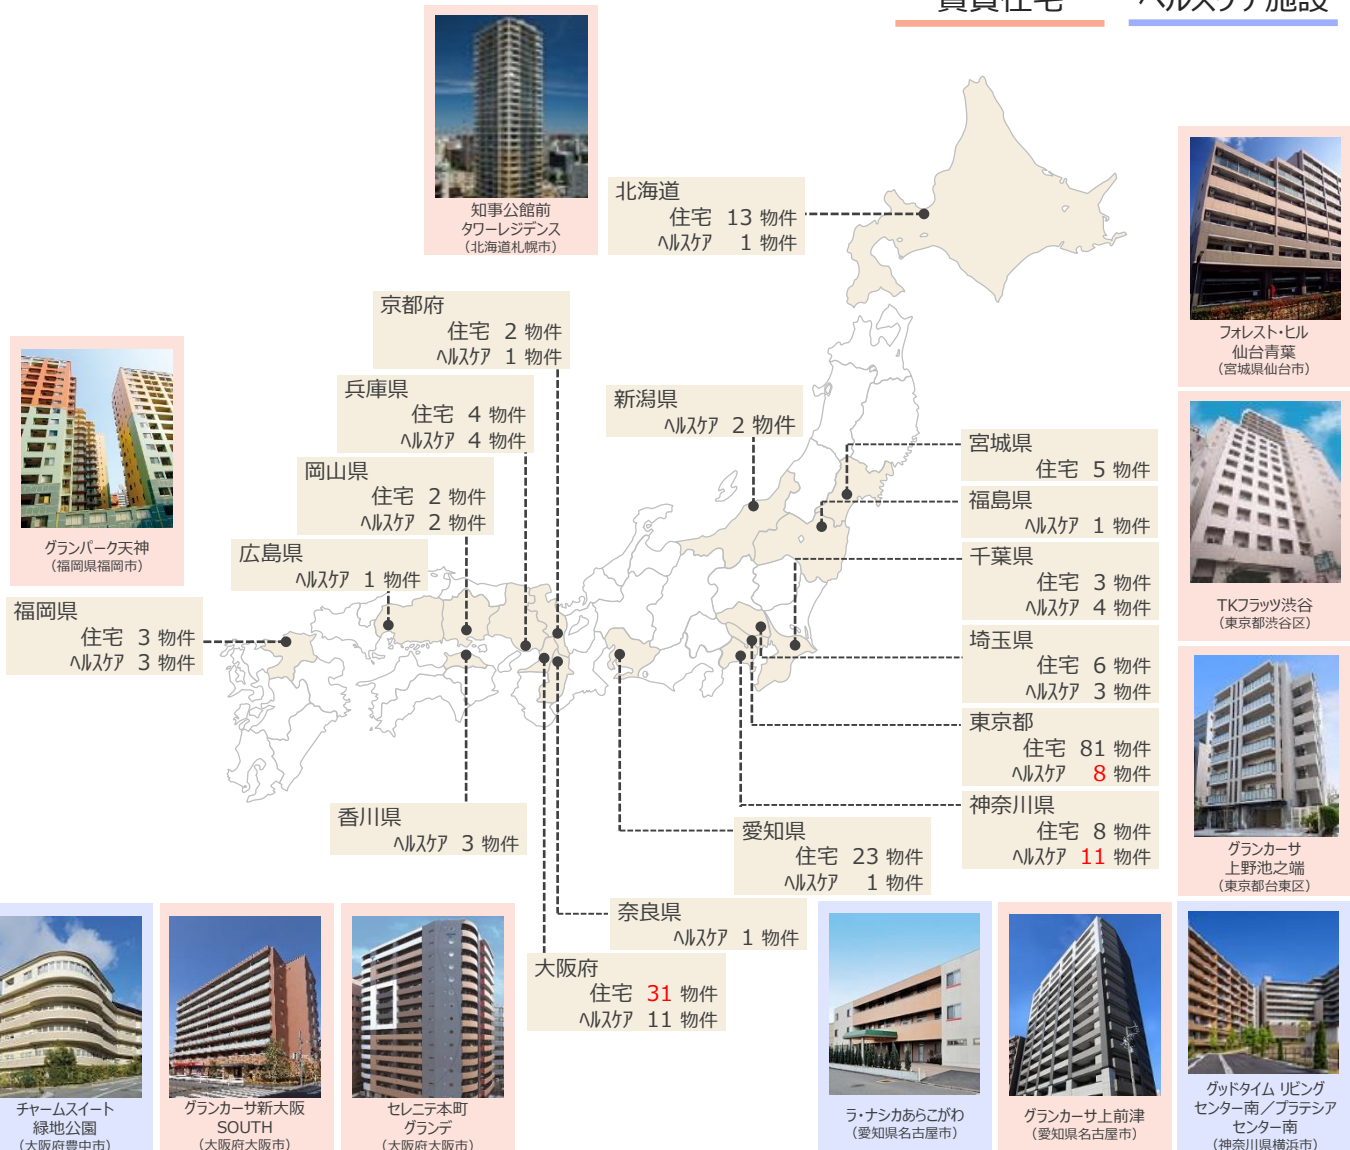 賃貸住宅
ヘルスケア施設
知事公館前
タワーレジデンス
（北海道札幌市）
北海道
住宅 13 物件
ヘルスケア 1 物件
フォレスト・ヒル
仙台青葉
（宮城県仙台市）
京都府
住宅 2 物件
ヘルスケア 1 物件
兵庫県
住宅 4 物件
ヘルスケア 4 物件
新潟県
ヘルスケア 2 物件
岡山県
住宅 2 物件
ヘルスケア 2 物件
広島県
ヘルスケア 1 物件
グランパーク天神
（福岡県福岡市）
福岡県
住宅 3 物件
ヘルスケア 3 物件
宮城県
住宅 5 物件
福島県
ヘルスケア 1 物件
千葉県
住宅 3 物件
ヘルスケア 4 物件
埼玉県
住宅 6 物件
ヘルスケア 3 物件
東京都
住宅 81 物件
ヘルスケア 8 物件
神奈川県
住宅 8 物件
ヘルスケア 11 物件
TKフラッツ渋谷
（東京都渋谷区）
グランカーサ
上野池之端
（東京都台東区）
香川県
ヘルスケア 3 物件
愛知県
住宅 23 物件
ヘルスケア 1 物件
奈良県
ヘルスケア 1 物件
大阪府
住宅 31 物件
ヘルスケア 11 物件
チャームスイート
緑地公園
（大阪府豊中市）
グランカーサ新大阪
SOUTH
（大阪府大阪市）
セレニテ本町
グランデ
（大阪府大阪市）
ラ・ナシカあらこがわ
（愛知県名古屋市）
グランカーサ上前津
（愛知県名古屋市）
グッドタイム リビング
センター南／プラテシア
センター南
（神奈川県横浜市）